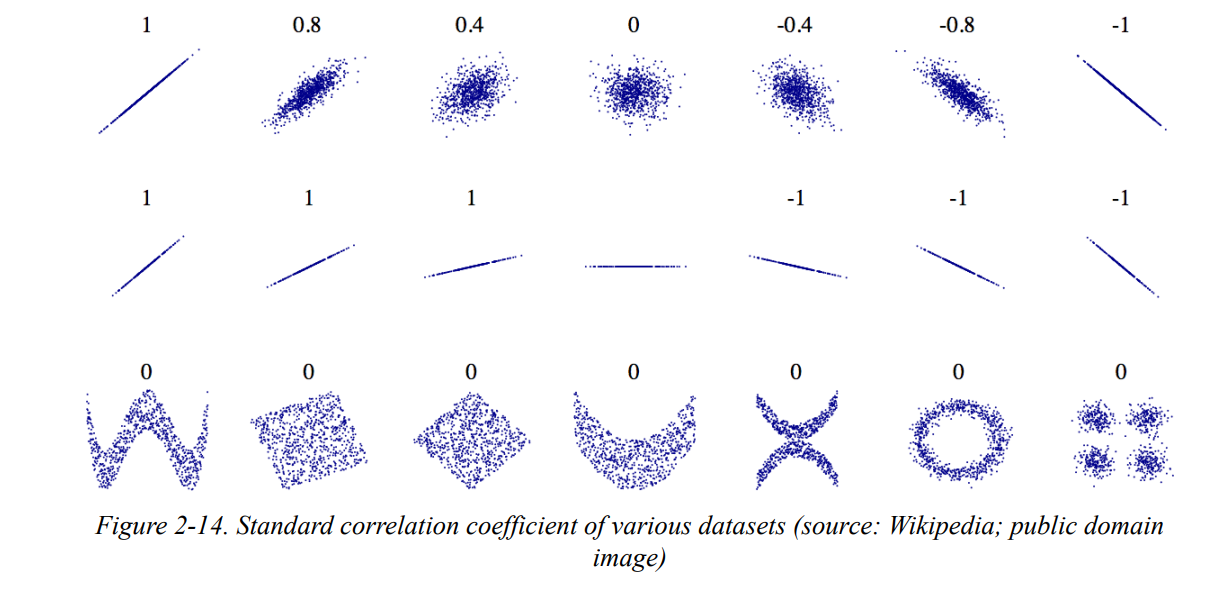 1 0.8 0.4 0 -0.4 -0.8 -1
1 1 1 -1 -1 -1
0 0 0 0 0 0 0
Figure 2-14. Standard correlation coefficient of various datasets (source: Wikipedia; public domain
image)